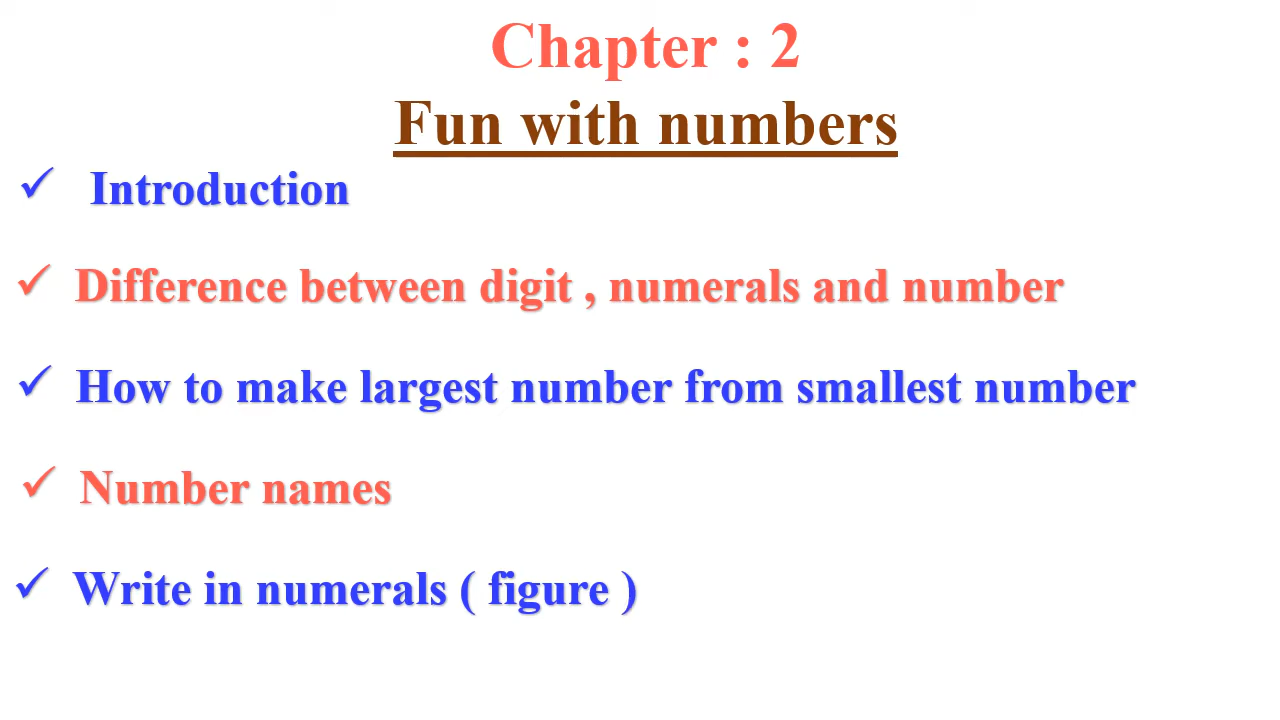 Chapter : 2
Fun with numbers
✓ Introduction
✓ Difference between digit , numerals and number
✓ How to make largest number from smallest number
✓ Number names
✓ Write in numerals ( figure )